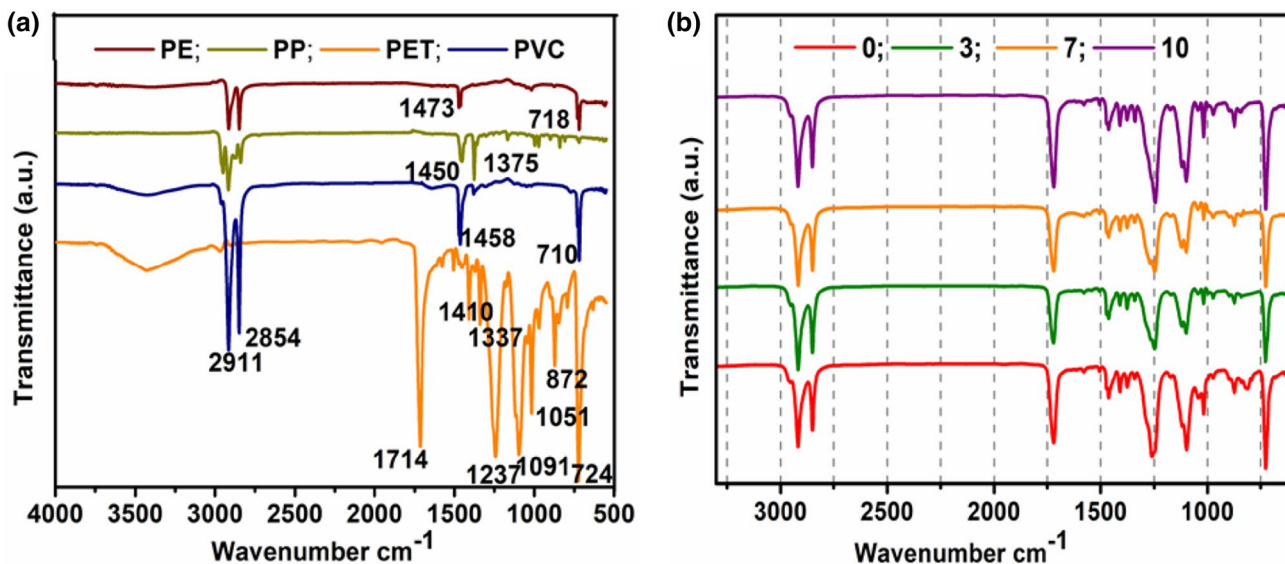 (a)
PE; PP; PET; PVC
1473
718
1450
1375
1458
710
1410
2854
1337
2911
872
1051
1714
1091
1237
724
4000 3500 3000 2500 2000 1500 1000 500
Wavenumber cm⁻¹
Transmittance (a.u.)
(b)
0; 3; 7; 10
3000 2500 2000 1500 1000
Wavenumber cm⁻¹
Transmittance (a.u.)